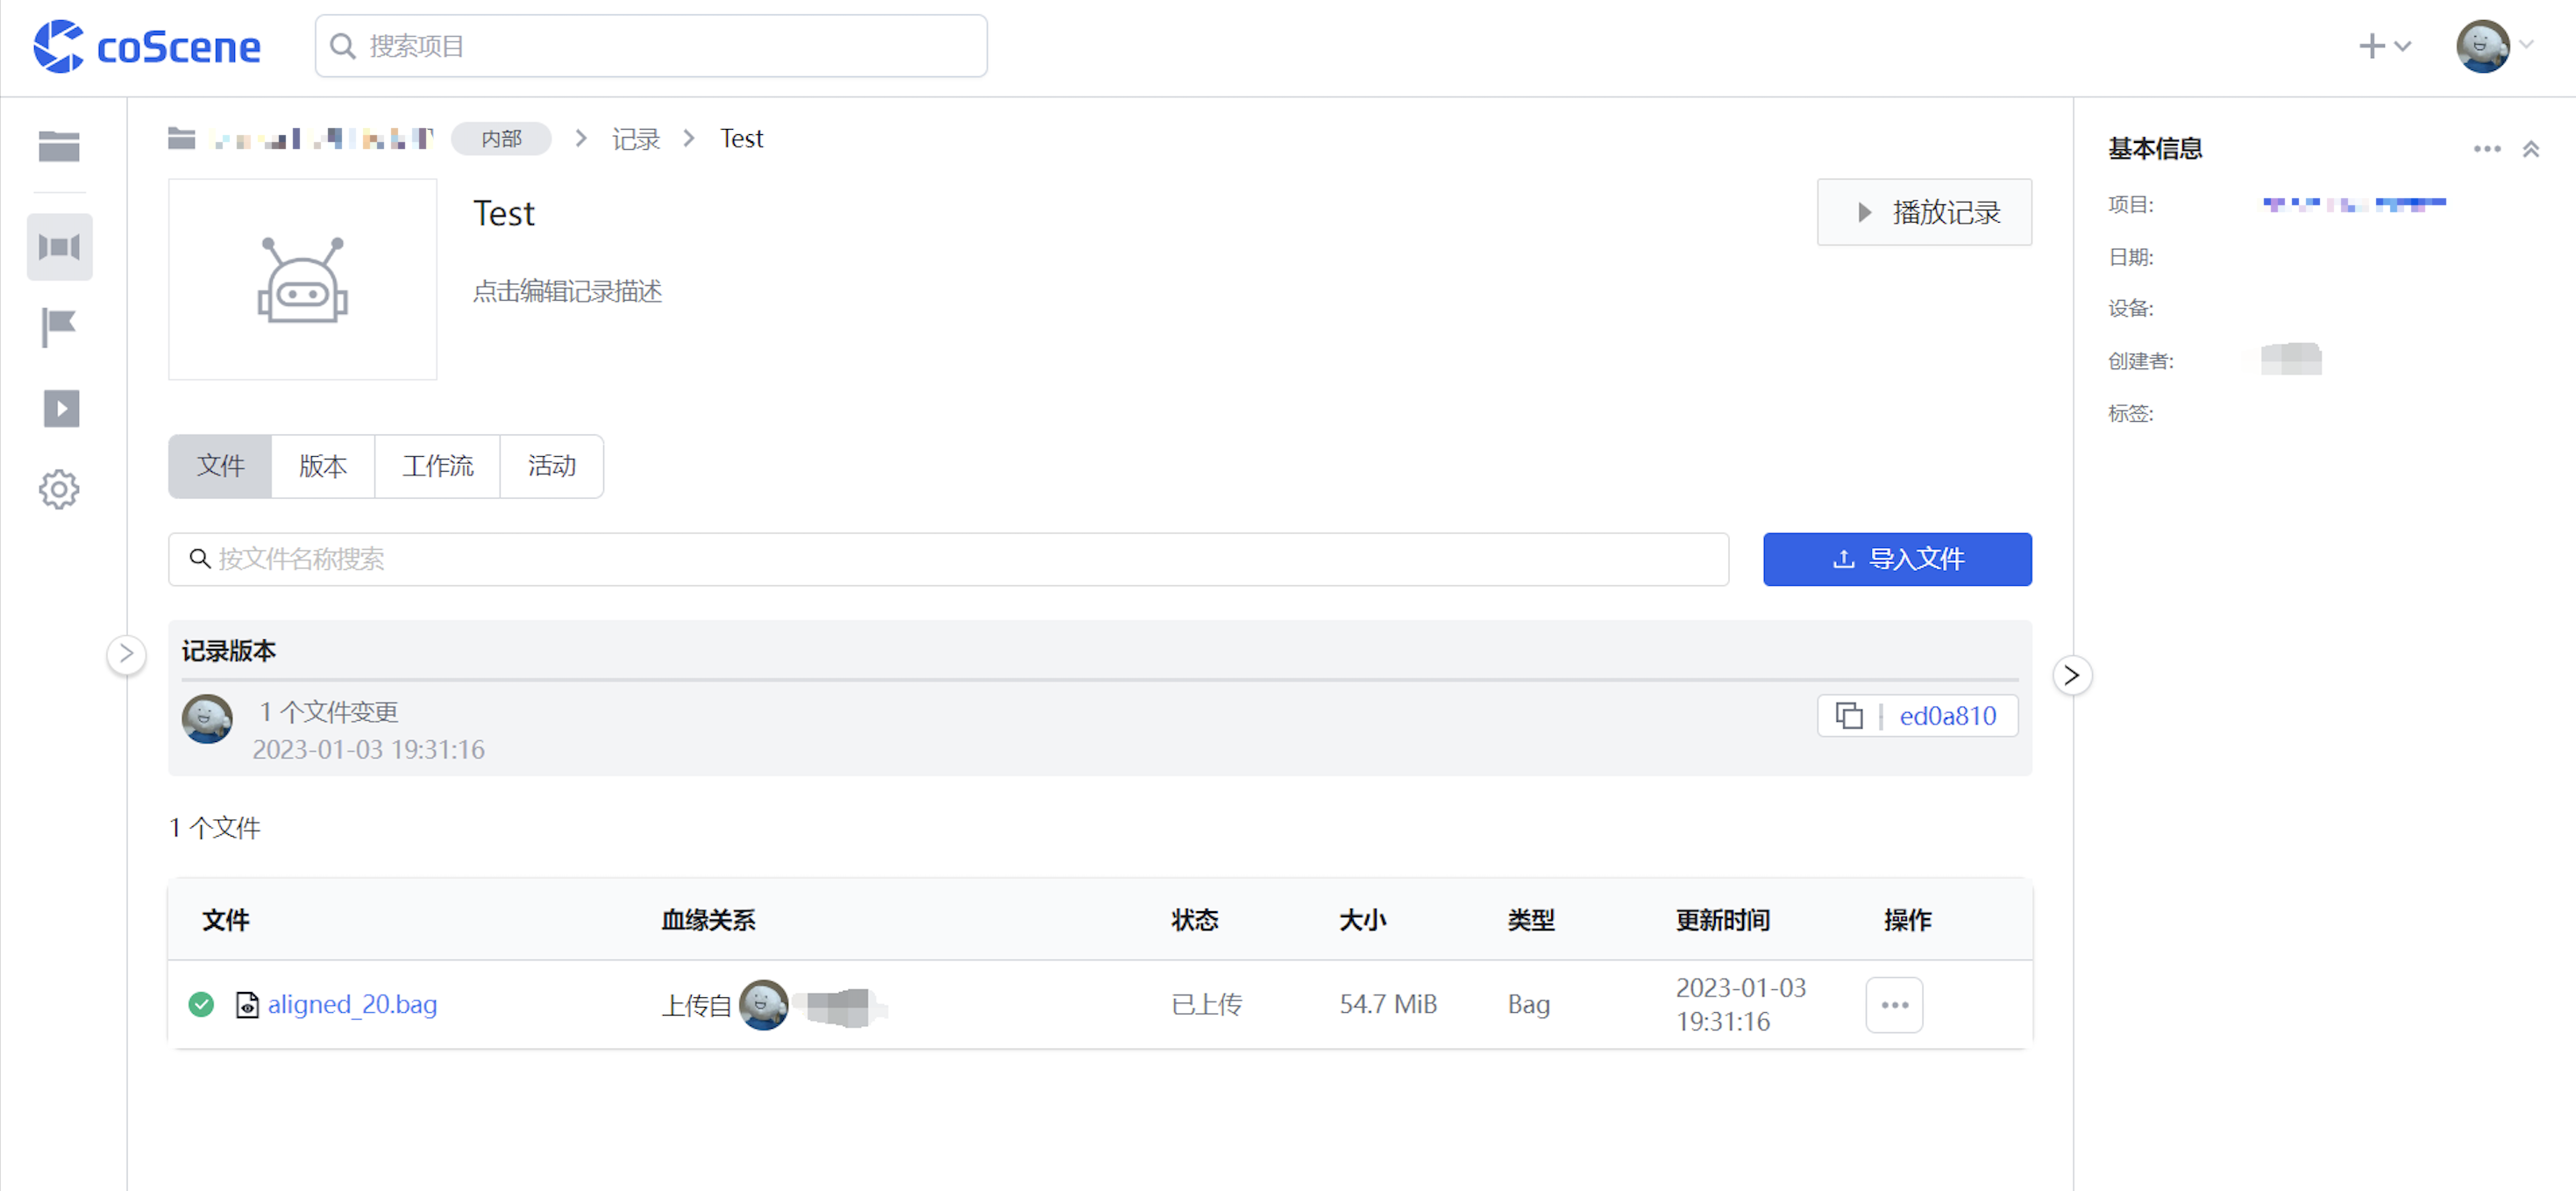 coScene
搜索项目
内部 记录 Test
Test
播放记录
点击编辑记录描述
文件 版本 工作流 活动
按文件名称搜索
导入文件
记录版本
1 个文件变更
2023-01-03 19:31:16
ed0a810
1 个文件
文件 血缘关系 状态 大小 类型 更新时间 操作
aligned_20.bag 上传自 已上传 54.7 MiB Bag 2023-01-03
19:31:16
基本信息
项目:
日期:
设备:
创建者:
标签: